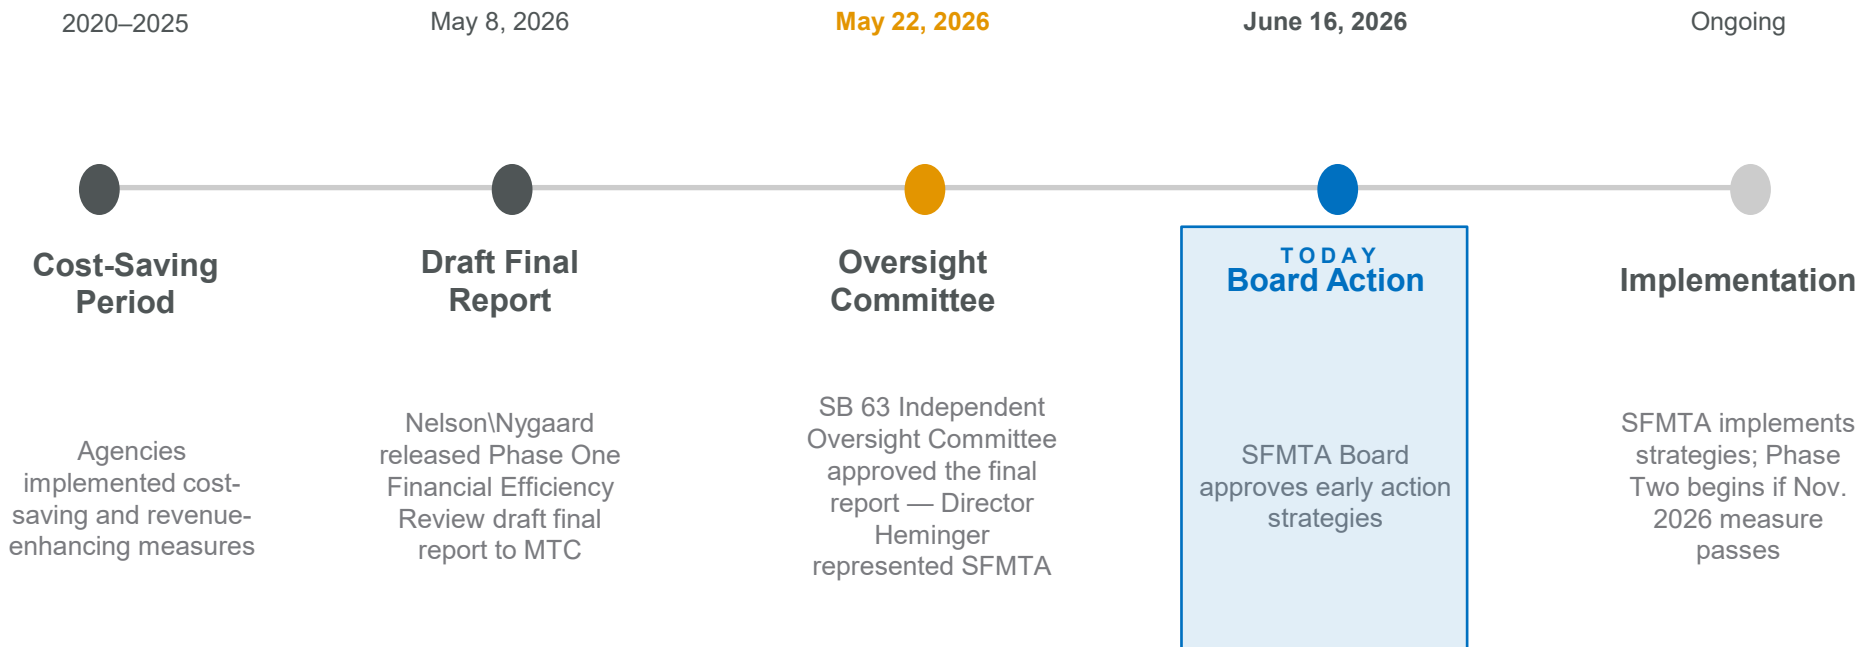 2020–2025
May 8, 2026
May 22, 2026
June 16, 2026
Ongoing
Cost-Saving
Period
Draft Final
Report
Oversight
Committee
TODAY
Board Action
Implementation
Agencies
implemented cost-
saving and revenue-
enhancing measures
Nelson\Nygaard
released Phase One
Financial Efficiency
Review draft final
report to MTC
SB 63 Independent
Oversight Committee
approved the final
report — Director
Heminger
represented SFMTA
SFMTA Board
approves early action
strategies
SFMTA implements
strategies; Phase
Two begins if Nov.
2026 measure
passes